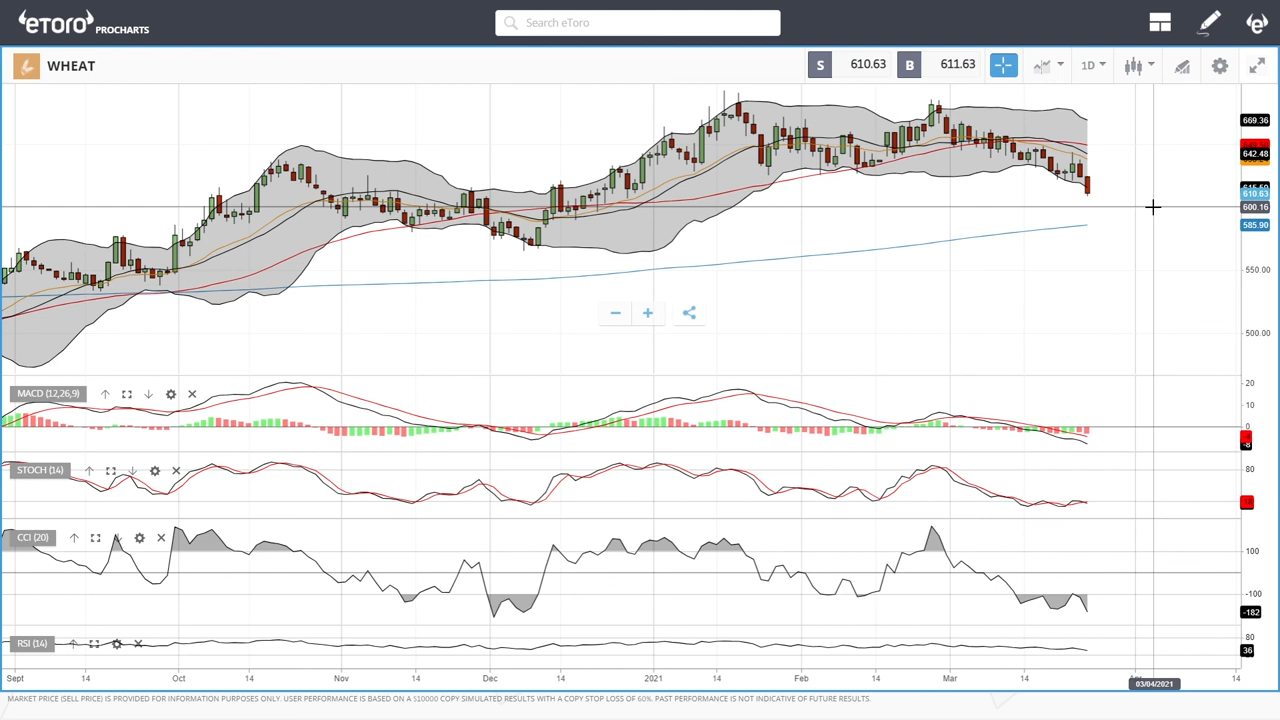 eToro PROCHARTS
Search eToro
WHEAT
S 610.63 B 611.63 1D
669.36
642.48
610.63
600.16
585.90
550.00
500.00
MACD (12,26,9)
20
10
0
-8
STOCH (14)
80
CCI (20)
100
-100
-182
RSI (14)
80
36
Sept 14 Oct 14 Nov 14 Dec 14 2021 14 Feb 14 Mar 14 14
03/04/2021
MARKET PRICE (SELL PRICE) IS PROVIDED FOR INFORMATION PURPOSES ONLY. USER PERFORMANCE IS BASED ON A $10000 COPY SIMULATED RESULTS WITH A COPY STOP LOSS OF 60%. PAST PERFORMANCE IS NOT INDICATIVE OF FUTURE RESULTS.